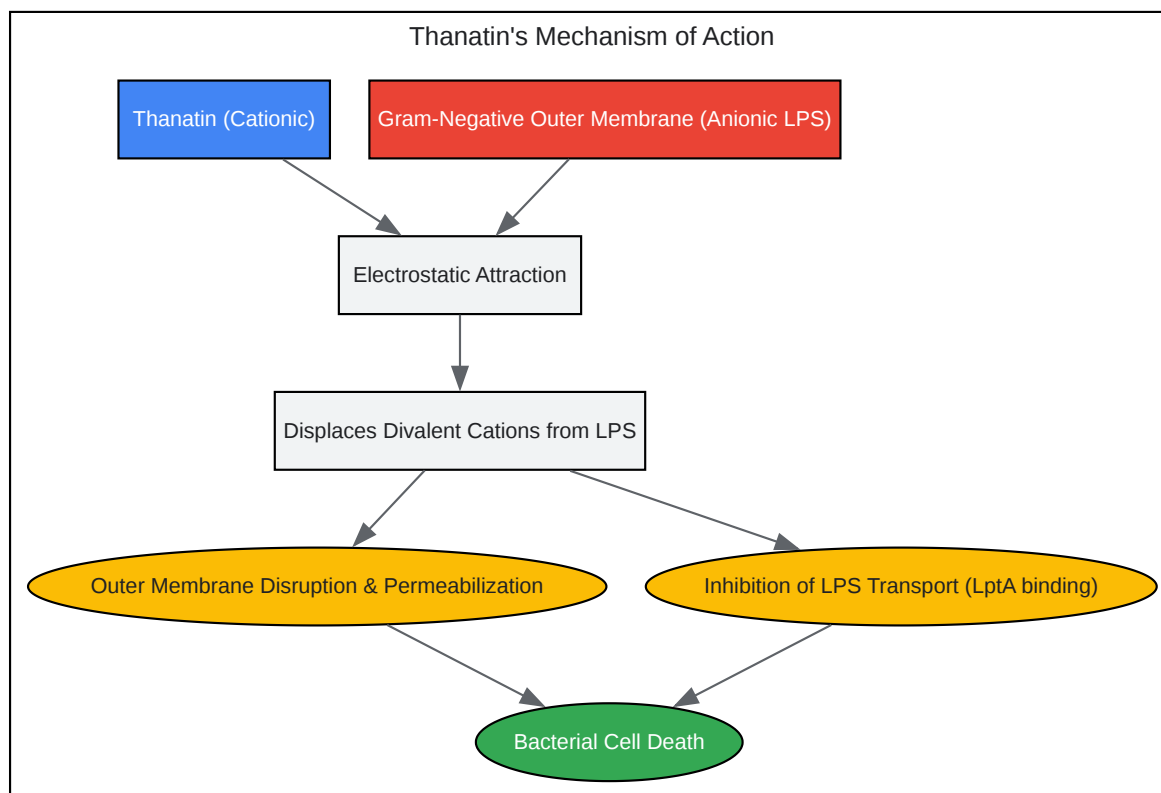 Thanatin's Mechanism of Action
Thanatin (Cationic)
Gram-Negative Outer Membrane (Anionic LPS)
Electrostatic Attraction
Displaces Divalent Cations from LPS
Outer Membrane Disruption & Permeabilization
Inhibition of LPS Transport (LptA binding)
Bacterial Cell Death